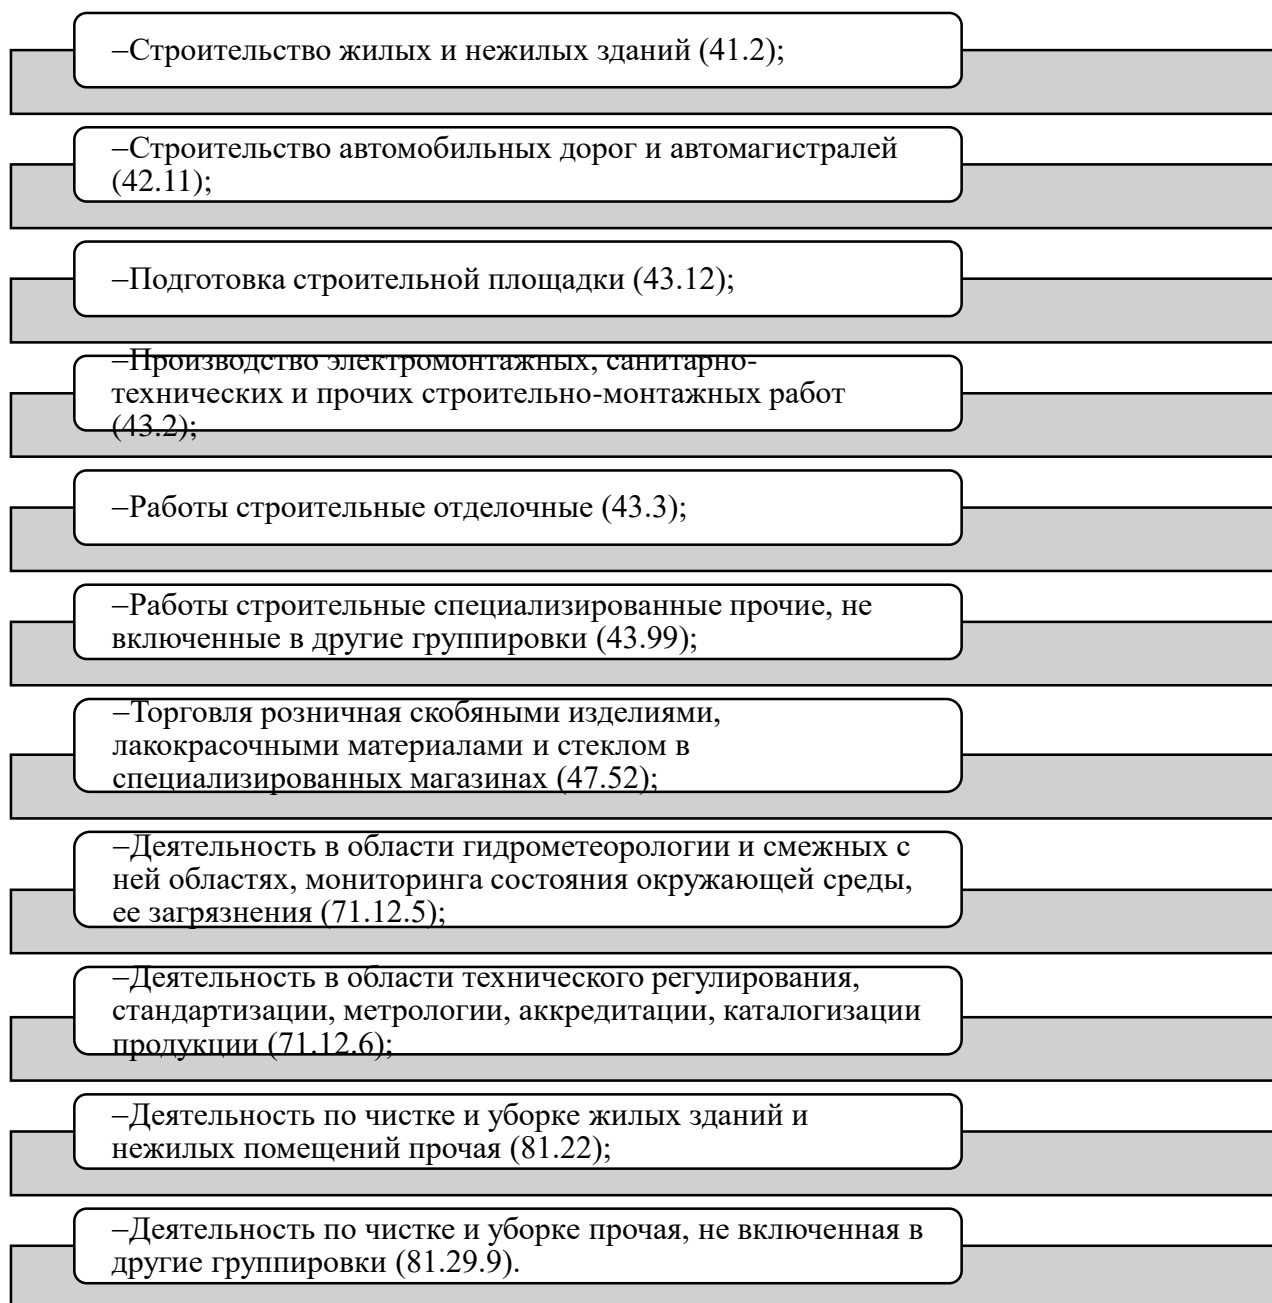 –Строительство жилых и нежилых зданий (41.2);
–Строительство автомобильных дорог и автомагистралей
(42.11);
–Подготовка строительной площадки (43.12);
–Производство электромонтажных, санитарно-
технических и прочих строительно-монтажных работ
(43.2);
–Работы строительные отделочные (43.3);
–Работы строительные специализированные прочие, не
включенные в другие группировки (43.99);
–Торговля розничная скобяными изделиями,
лакокрасочными материалами и стеклом в
специализированных магазинах (47.52);
–Деятельность в области гидрометеорологии и смежных с
ней областях, мониторинга состояния окружающей среды,
ее загрязнения (71.12.5);
–Деятельность в области технического регулирования,
стандартизации, метрологии, аккредитации, каталогизации
продукции (71.12.6);
–Деятельность по чистке и уборке жилых зданий и
нежилых помещений прочая (81.22);
–Деятельность по чистке и уборке прочая, не включенная в
другие группировки (81.29.9).